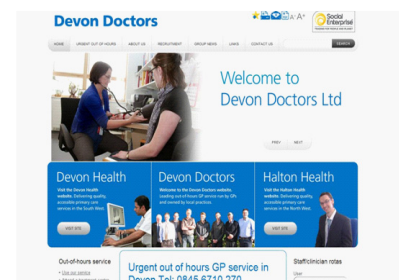 Devon Doctors
A- A+
Social
Enterprise
HOME URGENT OUT OF HOURS ABOUT US RECRUITMENT GROUP NEWS LINKS CONTACT US SEARCH
Welcome to
Devon Doctors Ltd
PREV NEXT
Devon Health
Visit the Devon Health
website. Delivering quality,
accessible primary care
services in the South West.
VISIT SITE
Devon Doctors
Welcome to the Devon Doctors website.
Leading out of hours GP service run by GPs
and owned by local practices
Halton Health
Visit the Halton Health
website. Delivering quality,
accessible primary care
services in the North West.
VISIT SITE
Out-of-hours service
Use our service
Urgent out of hours GP service in
Devon Tel: 0845 6710 270
Staff/clinician rotas
User